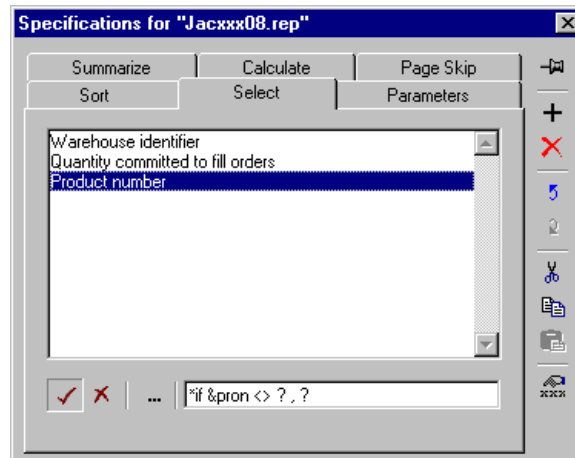 Specifications for "Jacxxx08.rep"
Summarize
Calculate
Page Skip
Sort
Select
Parameters
Warehouse identifier
Quantity committed to fill orders
Product number
... *if &pron <> ? , ?
xxx